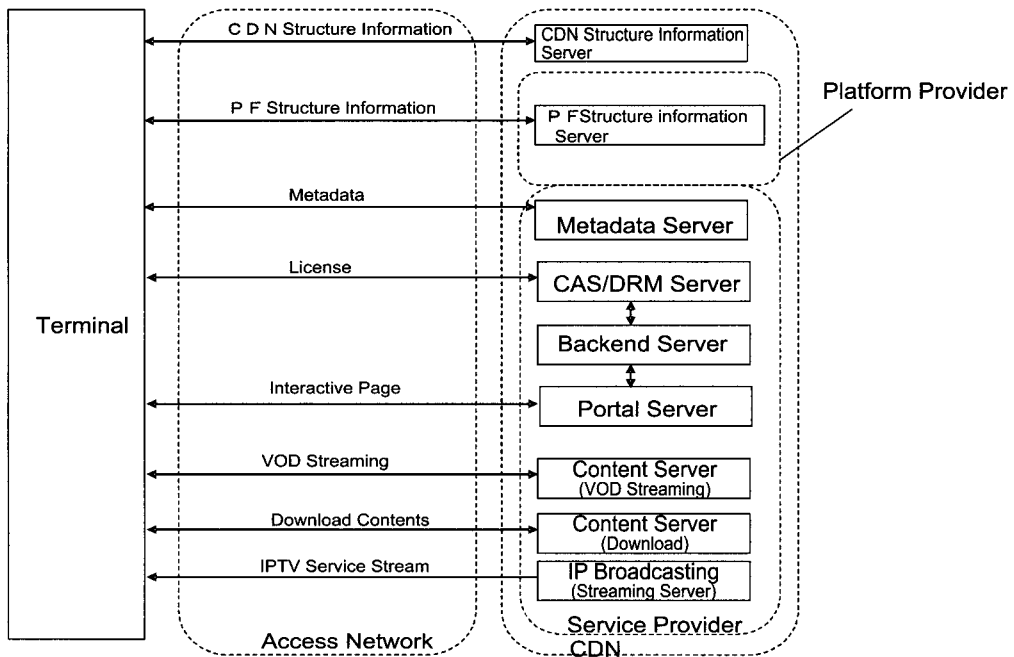 C D N Structure Information
CDN Structure Information
Server
Platform Provider
P F Structure Information
P FStructure information
Server
Metadata
Metadata Server
License
CAS/DRM Server
Terminal
Backend Server
Interactive Page
Portal Server
VOD Streaming
Content Server
(VOD Streaming)
Download Contents
Content Server
(Download)
IPTV Service Stream
IP Broadcasting
(Streaming Server)
Access Network
Service Provider
CDN